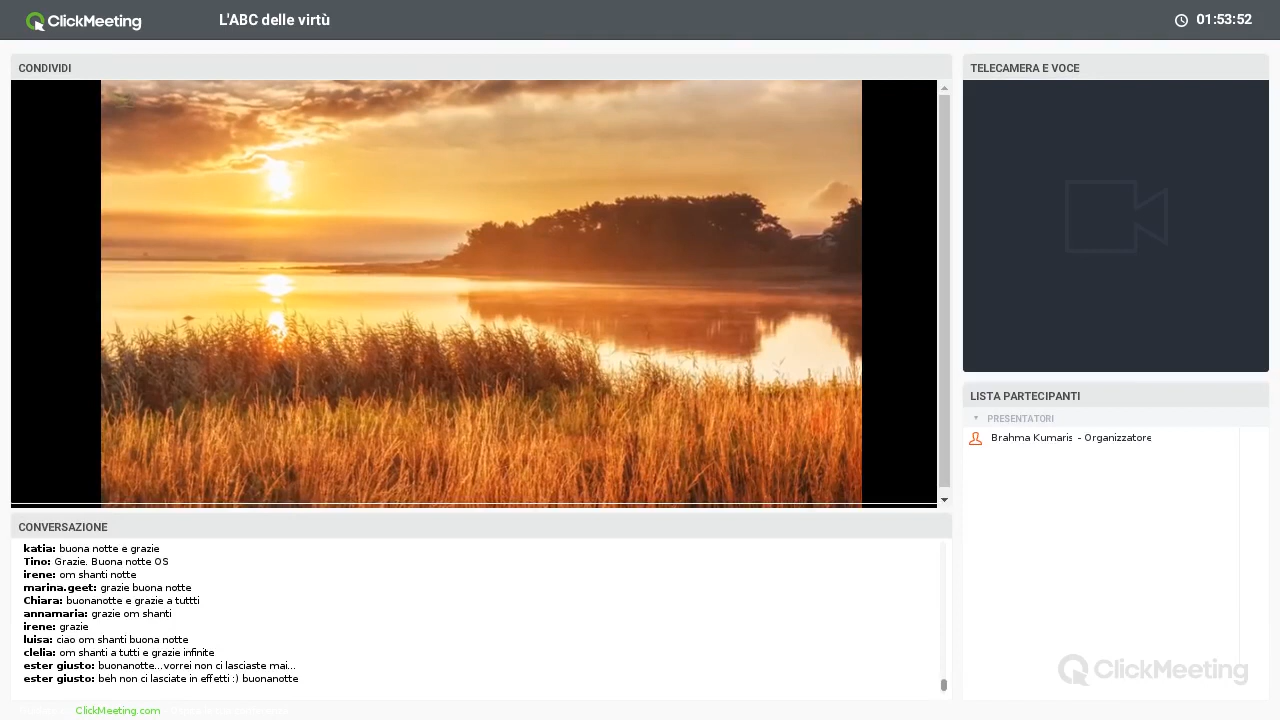 ClickMeeting
L'ABC delle virtù
01:53:52
CONDIVIDI
TELECAMERA E VOCE
LISTA PARTECIPANTI
PRESENTATORI
Brahma Kumaris - Organizzatore
CONVERSAZIONE
katia: buona notte e grazie
Tino: Grazie. Buona notte OS
irene: om shanti notte
marina.geet: grazie buona notte
Chiara: buonanotte e grazie a tuttti
annamaria: grazie om shanti
irene: grazie
luisa: ciao om shanti buona notte
clelia: om shanti a tutti e grazie infinite
ester giusto: buonanotte...vorrei non ci lasciaste mai...
ester giusto: beh non ci lasciate in effetti :) buonanotte
ClickMeeting
ClickMeeting.com